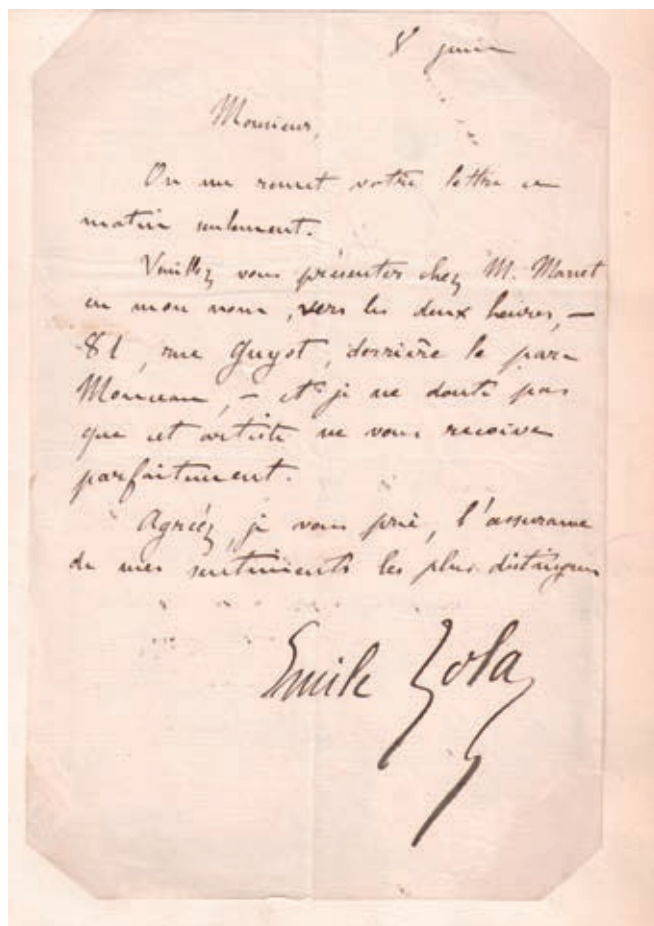 8 juin
Monsieur,
On me remet votre lettre ce
matin seulement.
Veuillez vous présenter chez M. Manet
en mon nom, vers les deux heures, –
81, rue Guyot, derrière le parc
Monceau, – et je ne doute pas
que cet artiste ne vous reçoive
parfaitement.
Agréez, je vous prie, l'assurance
de mes sentiments les plus distingués
Emile Zola